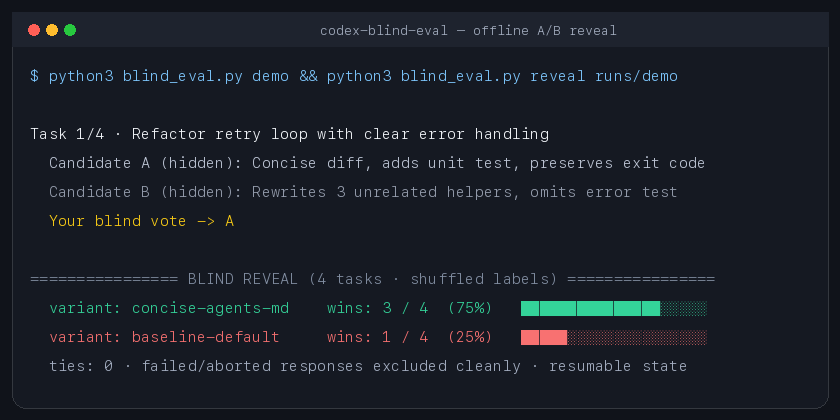 codex-blind-eval — offline A/B reveal
$ python3 blind_eval.py demo && python3 blind_eval.py reveal runs/demo
Task 1/4 · Refactor retry loop with clear error handling
Candidate A (hidden): Concise diff, adds unit test, preserves exit code
Candidate B (hidden): Rewrites 3 unrelated helpers, omits error test
Your blind vote —> A
================ BLIND REVEAL (4 tasks · shuffled labels) ================
variant: concise-agents-md    wins: 3 / 4  (75%)   ███████████████░░░░░
variant: baseline-default     wins: 1 / 4  (25%)   █████░░░░░░░░░░░░░░░
ties: 0 · failed/aborted responses excluded cleanly · resumable state